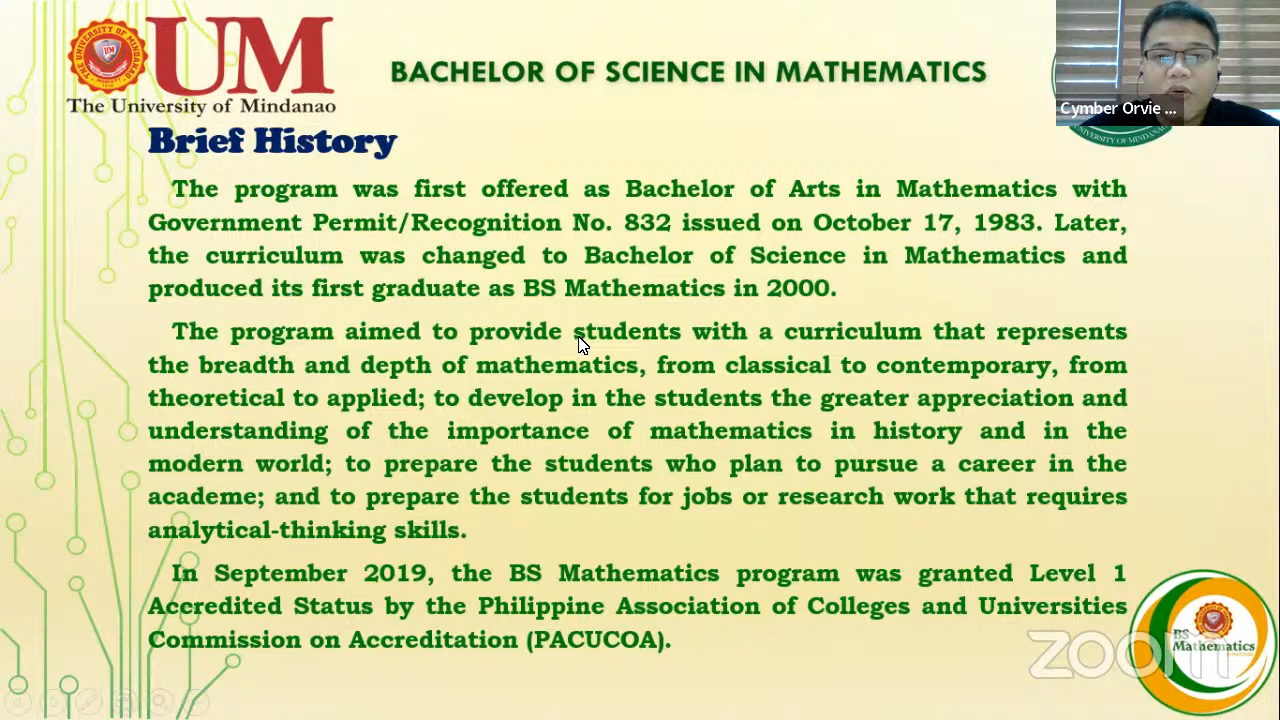 UM
The University of Mindanao
BACHELOR OF SCIENCE IN MATHEMATICS
Cymber Orvie ...
UNIVERSITY OF MINDANAO
Brief History
The program was first offered as Bachelor of Arts in Mathematics with
Government Permit/Recognition No. 832 issued on October 17, 1983. Later,
the curriculum was changed to Bachelor of Science in Mathematics and
produced its first graduate as BS Mathematics in 2000.
The program aimed to provide students with a curriculum that represents
the breadth and depth of mathematics, from classical to contemporary, from
theoretical to applied; to develop in the students the greater appreciation and
understanding of the importance of mathematics in history and in the
modern world; to prepare the students who plan to pursue a career in the
academe; and to prepare the students for jobs or research work that requires
analytical-thinking skills.
In September 2019, the BS Mathematics program was granted Level 1
Accredited Status by the Philippine Association of Colleges and Universities
Commission on Accreditation (PACUCOA).
zoom
BS
Mathematics